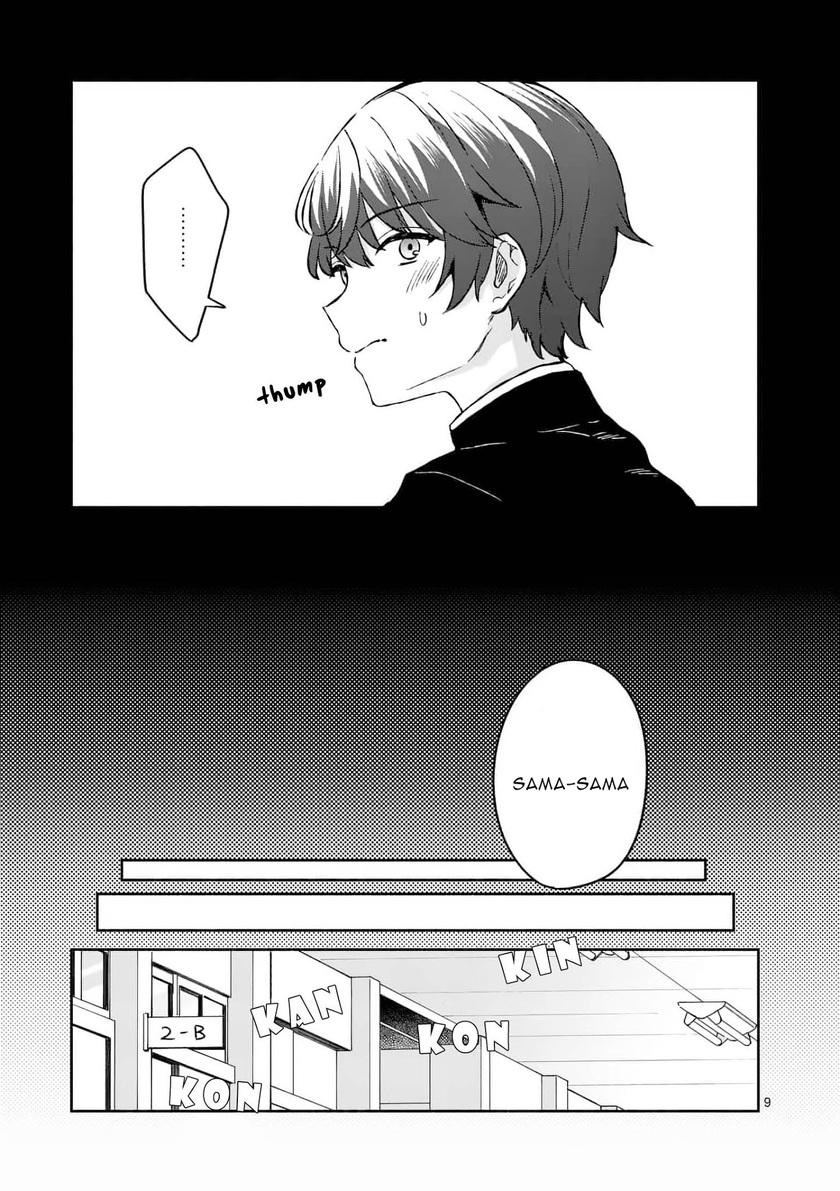 ...........
thump
SAMA-SAMA
KIN
KON
KAN
KON
2-B
9